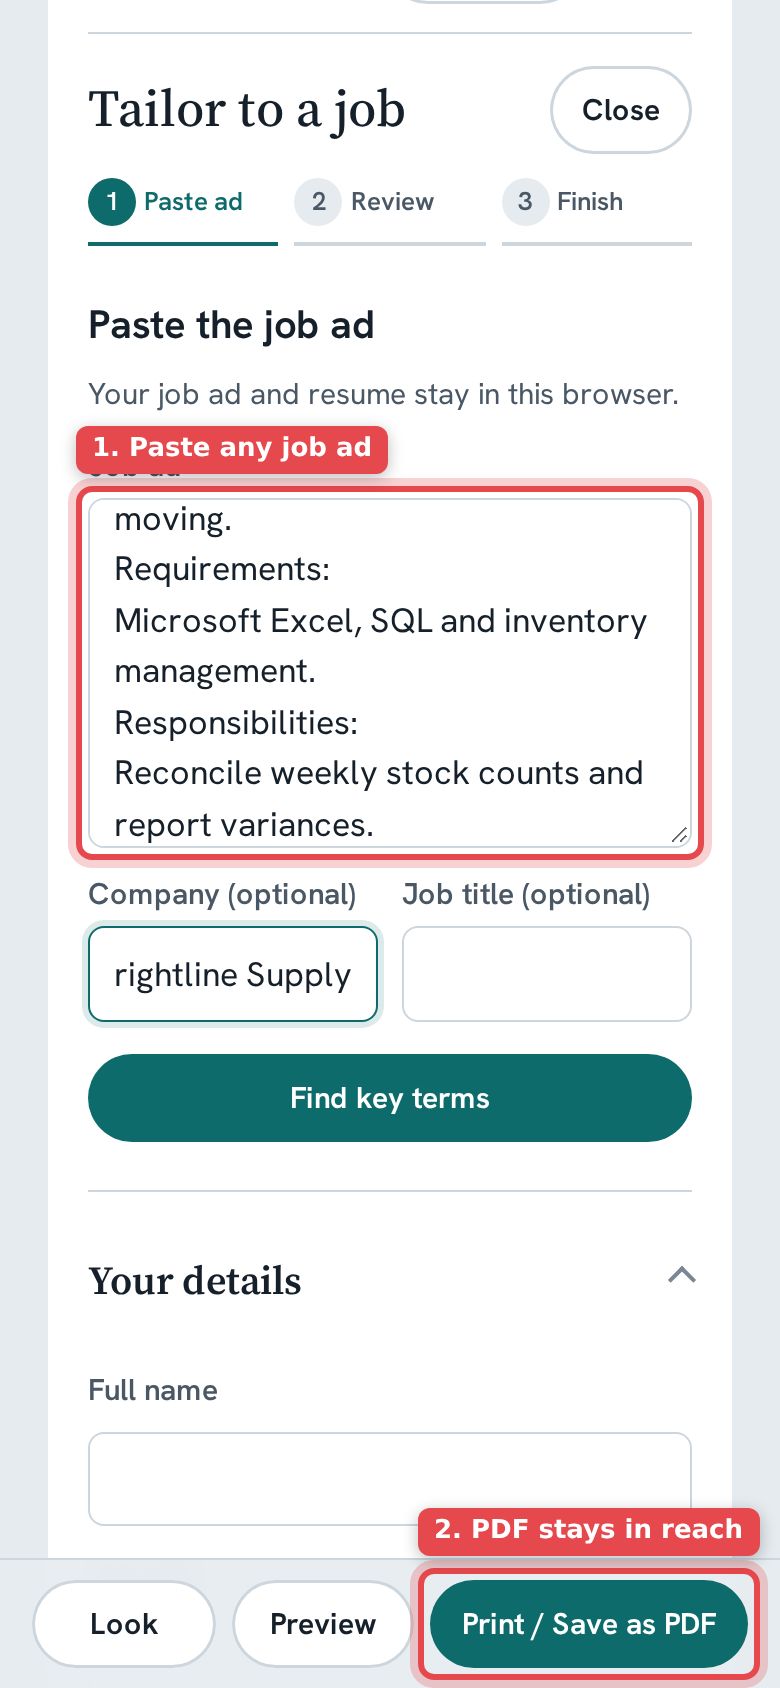 Tailor to a job
Close
1 Paste ad
2 Review
3 Finish
Paste the job ad
Your job ad and resume stay in this browser.
1. Paste any job ad
moving.
Requirements:
Microsoft Excel, SQL and inventory
management.
Responsibilities:
Reconcile weekly stock counts and
report variances.
Company (optional)
Job title (optional)
rightline Supply
Find key terms
Your details
Full name
2. PDF stays in reach
Look
Preview
Print / Save as PDF